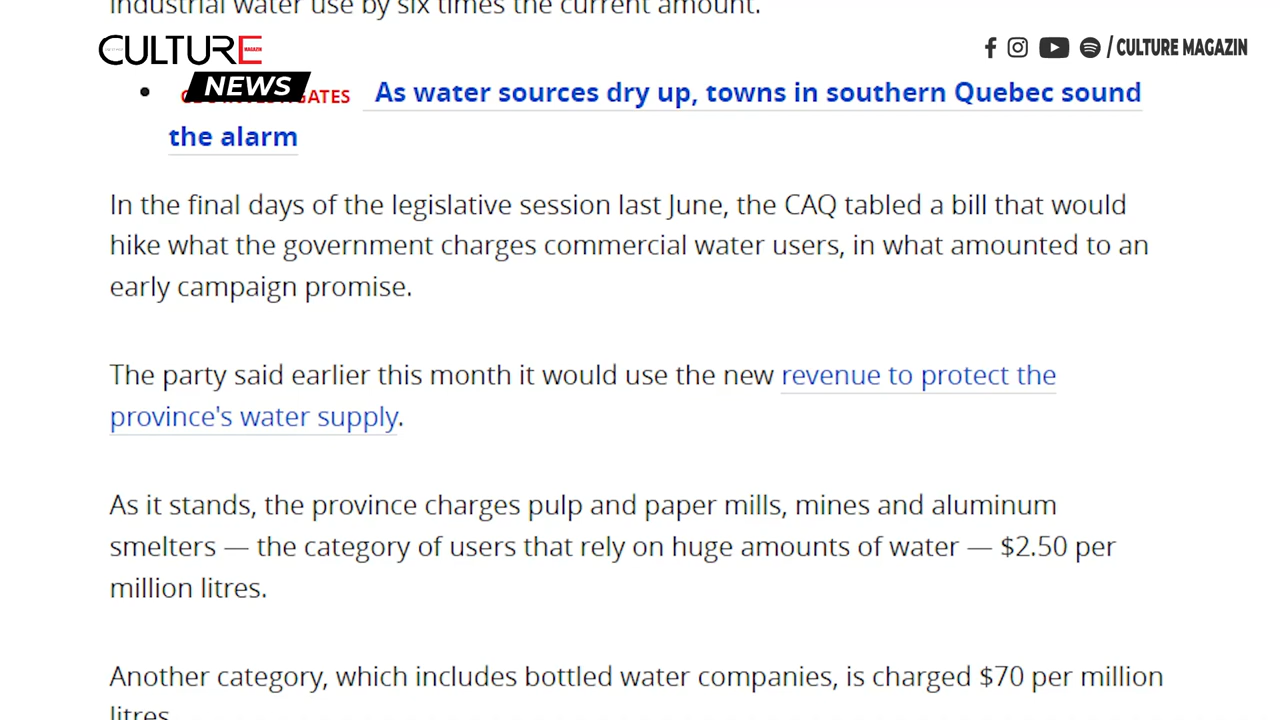 industrial water use by six times the current amount.
CULTURE MAGAZIN
/ CULTURE MAGAZIN
NEWS
As water sources dry up, towns in southern Quebec sound
the alarm
In the final days of the legislative session last June, the CAQ tabled a bill that would
hike what the government charges commercial water users, in what amounted to an
early campaign promise.
The party said earlier this month it would use the new revenue to protect the
province's water supply.
As it stands, the province charges pulp and paper mills, mines and aluminum
smelters — the category of users that rely on huge amounts of water — $2.50 per
million litres.
Another category, which includes bottled water companies, is charged $70 per million
litres